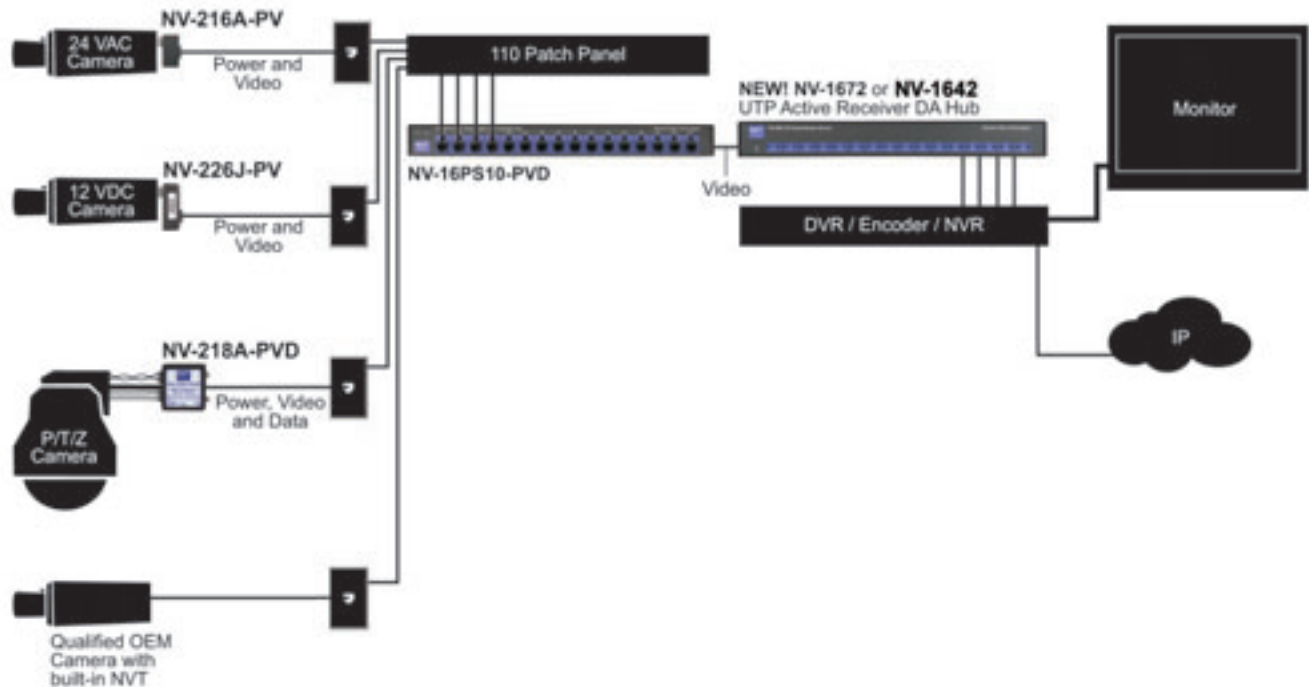 NV-216A-PV
24 VAC
Camera
Power and
Video
110 Patch Panel
NEW! NV-1672 or NV-1642
UTP Active Receiver DA Hub
Monitor
NV-16PS10-PVD
Video
NV-226J-PV
12 VDC
Camera
Power and
Video
DVR / Encoder / NVR
IP
NV-218A-PVD
Power, Video
and Data
P/T/Z
Camera
Qualified OEM
Camera with
built-in NVT